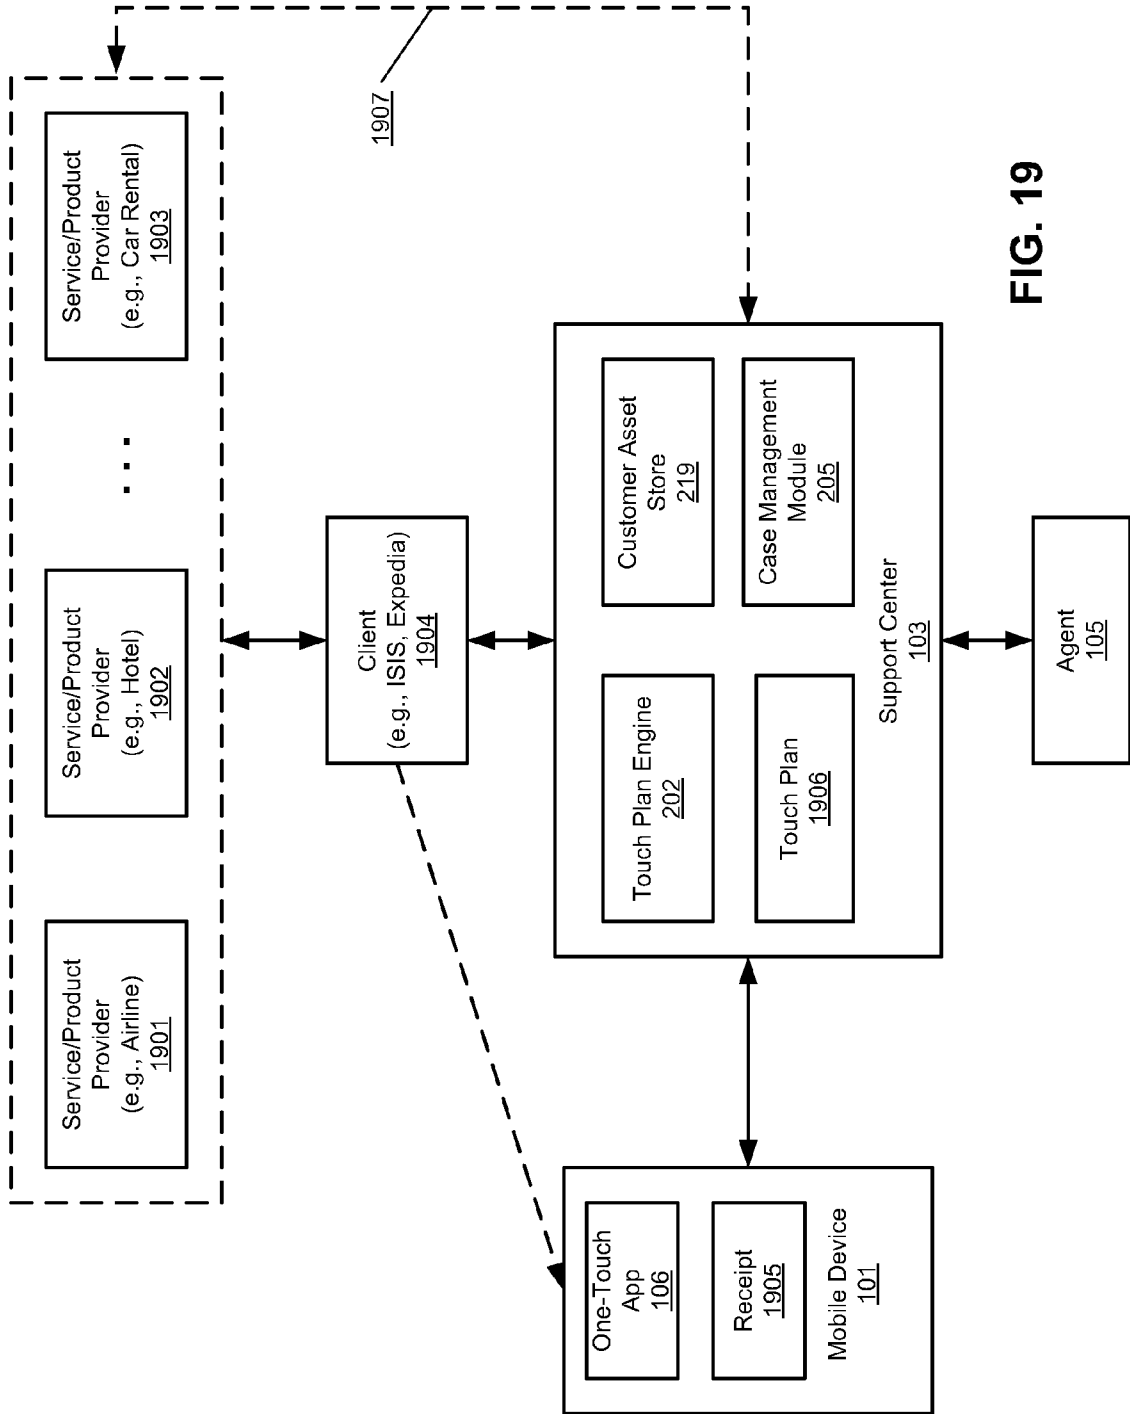 Service/Product
Provider
(e.g., Airline)
1901
Service/Product
Provider
(e.g., Hotel)
1902
. . .
Service/Product
Provider
(e.g., Car Rental)
1903
1907
Client
(e.g., ISIS, Expedia)
1904
One-Touch
App
106
Receipt
1905
Mobile Device
101
Touch Plan Engine
202
Customer Asset
Store
219
Touch Plan
1906
Case Management
Module
205
Support Center
103
Agent
105
FIG. 19